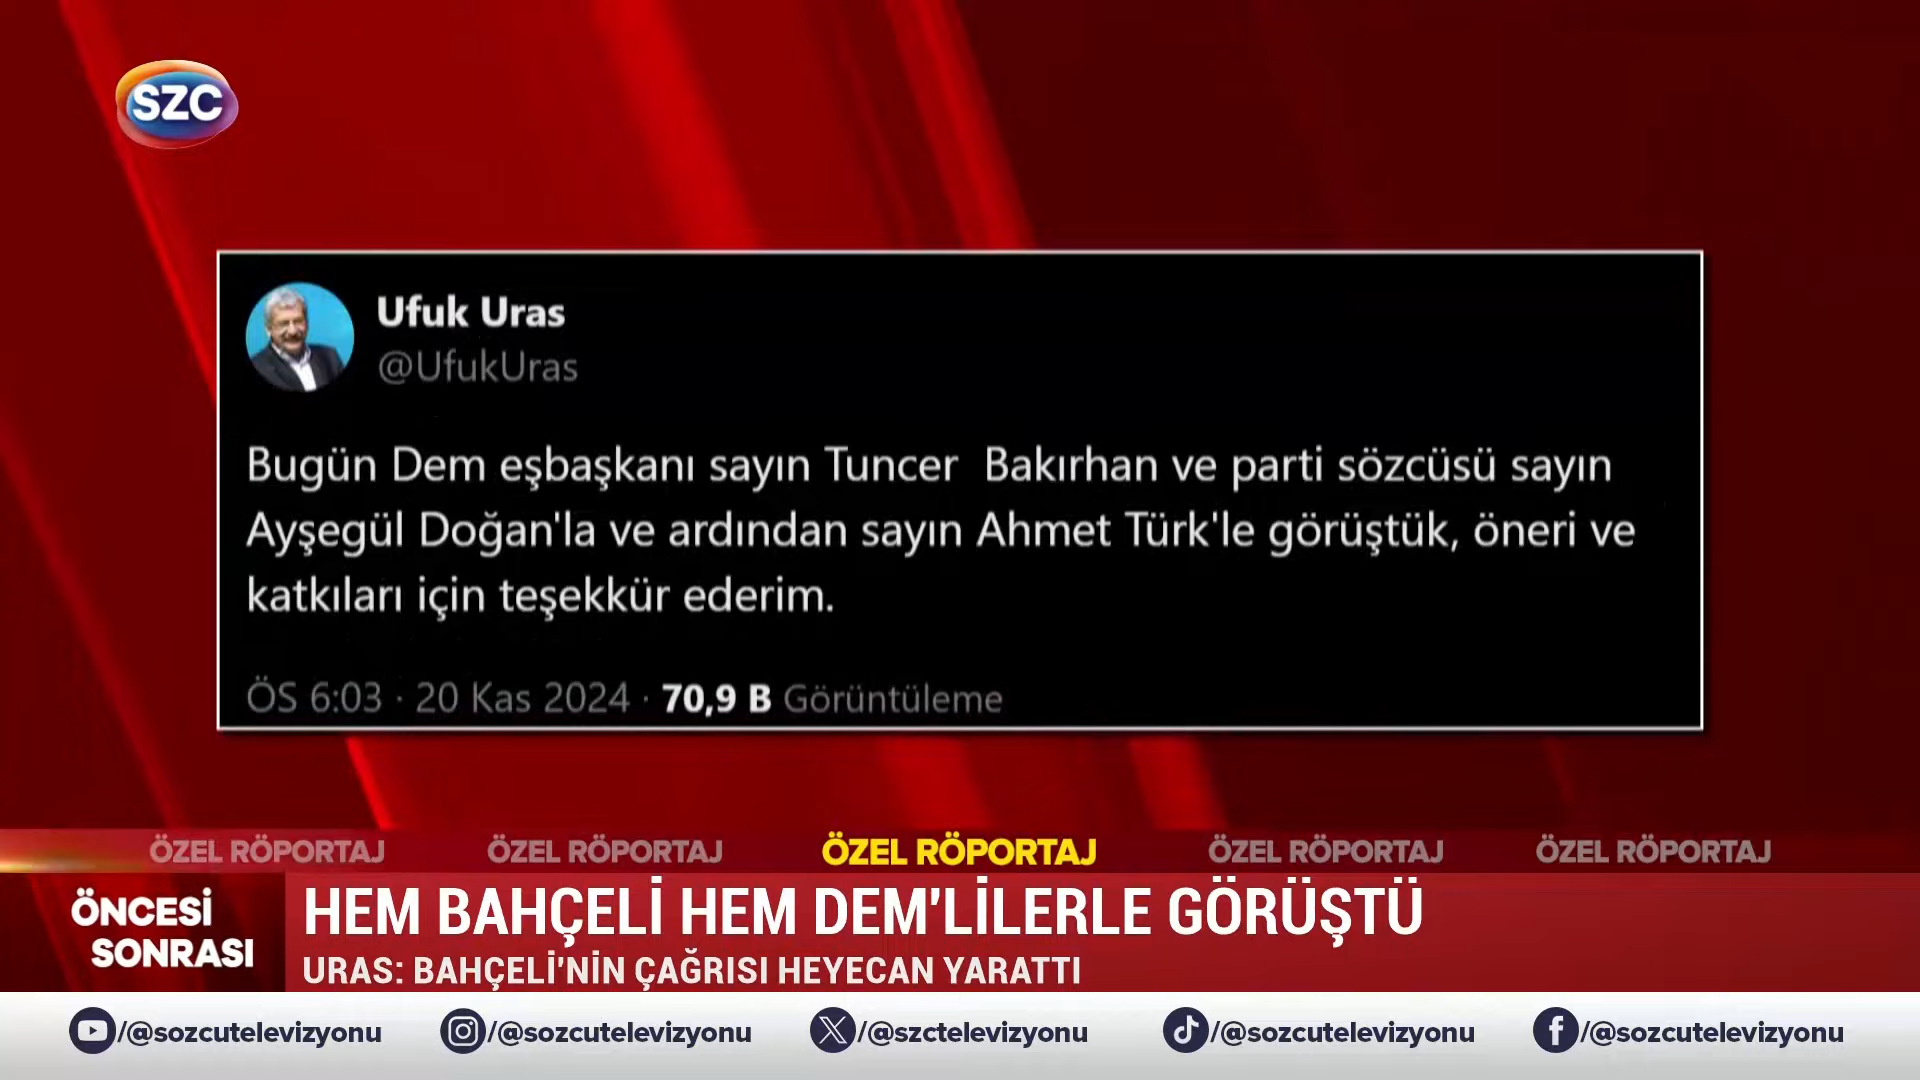 SZC
Ufuk Uras
@UfukUras
Bugün Dem eşbaşkanı sayın Tuncer  Bakırhan ve parti sözcüsü sayın
Ayşegül Doğan'la ve ardından sayın Ahmet Türk'le görüştük, öneri ve
katkıları için teşekkür ederim.
ÖS 6:03 · 20 Kas 2024 · 70,9 B Görüntüleme
ÖZEL RÖPORTAJ ÖZEL RÖPORTAJ ÖZEL RÖPORTAJ ÖZEL RÖPORTAJ ÖZEL RÖPORTAJ
ÖNCESİ
SONRASI
HEM BAHÇELİ HEM DEM'LİLERLE GÖRÜŞTÜ
URAS: BAHÇELİ'NİN ÇAĞRISI HEYECAN YARATTI
/@sozcutelevizyonu /@sozcutelevizyonu /@szctelevizyonu /@sozcutelevizyonu /@sozcutelevizyonu